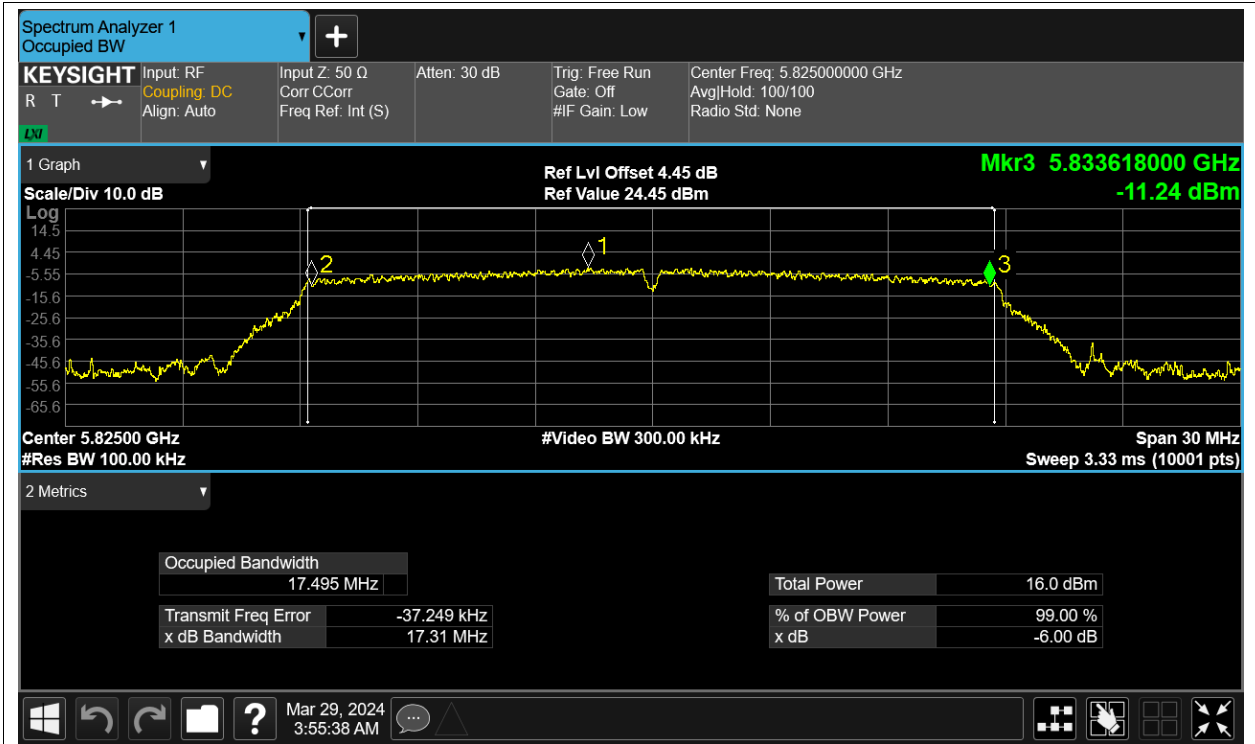 Spectrum Analyzer 1
Occupied BW
KEYSIGHT
R T
LXI
Input: RF
Coupling: DC
Align: Auto
Input Z: 50 Ω
Corr CCorr
Freq Ref: Int (S)
Atten: 30 dB
Trig: Free Run
Gate: Off
#IF Gain: Low
Center Freq: 5.825000000 GHz
Avg|Hold: 100/100
Radio Std: None
1 Graph
Scale/Div 10.0 dB
Ref Lvl Offset 4.45 dB
Ref Value 24.45 dBm
Mkr3 5.833618000 GHz
-11.24 dBm
Log
14.5
4.45
-5.55
-15.6
-25.6
-35.6
-45.6
-55.6
-65.6
1
2
3
Center 5.82500 GHz
#Res BW 100.00 kHz
#Video BW 300.00 kHz
Span 30 MHz
Sweep 3.33 ms (10001 pts)
2 Metrics
Occupied Bandwidth
17.495 MHz
Transmit Freq Error -37.249 kHz
x dB Bandwidth 17.31 MHz
Total Power 16.0 dBm
% of OBW Power 99.00 %
x dB -6.00 dB
?
Mar 29, 2024
3:55:38 AM